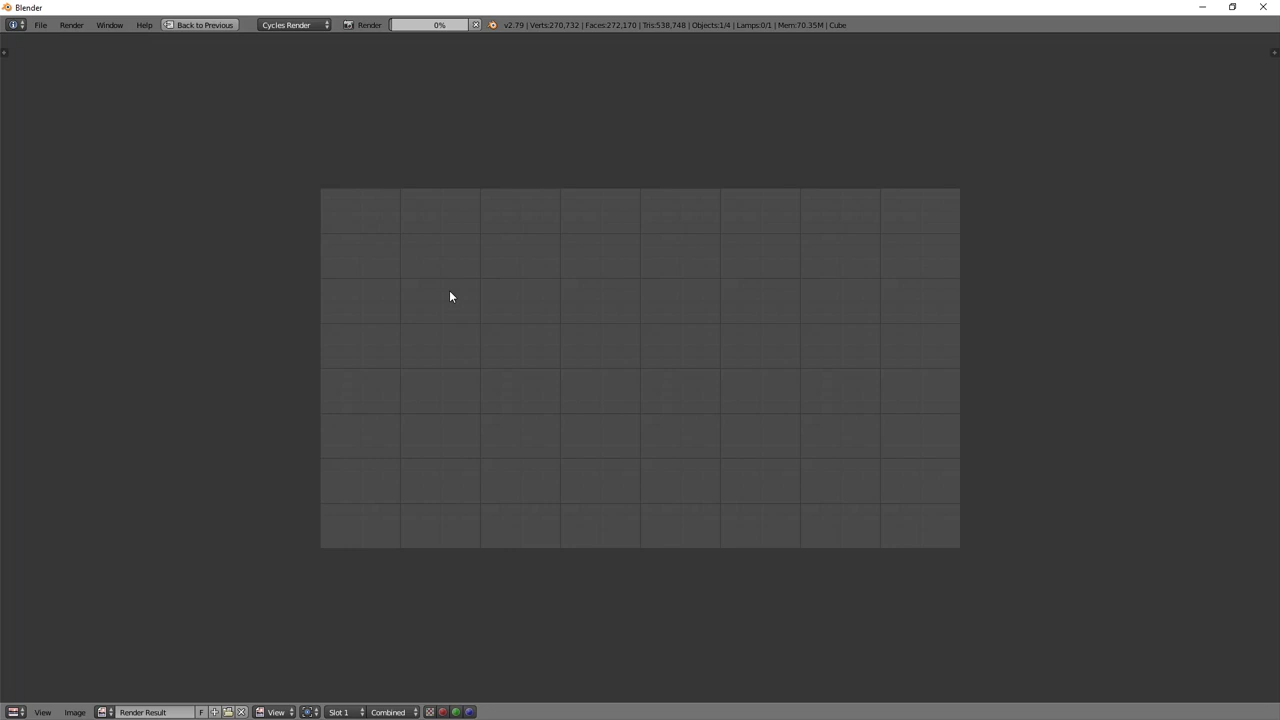 Blender
File Render Window Help Back to Previous Cycles Render Render 0% v2.79 | Verts:270,732 | Faces:272,170 | Tris:538,748 | Objects:1/4 | Lamps:0/1 | Mem:70.35M | Cube
View Image Render Result F View Slot 1 Combined